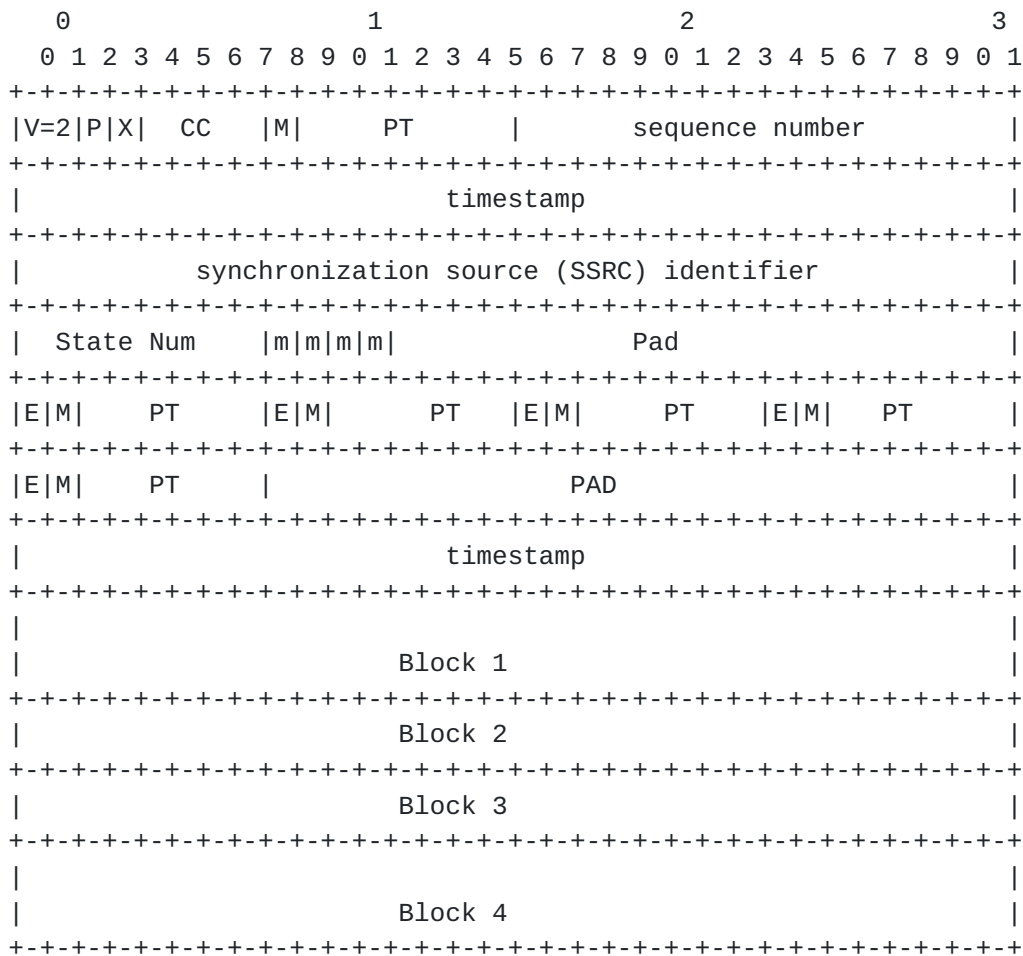 0                   1                   2                   3
  0 1 2 3 4 5 6 7 8 9 0 1 2 3 4 5 6 7 8 9 0 1 2 3 4 5 6 7 8 9 0 1
+-+-+-+-+-+-+-+-+-+-+-+-+-+-+-+-+-+-+-+-+-+-+-+-+-+-+-+-+-+-+-+-+
|V=2|P|X|  CC   |M|     PT      |       sequence number         |
+-+-+-+-+-+-+-+-+-+-+-+-+-+-+-+-+-+-+-+-+-+-+-+-+-+-+-+-+-+-+-+-+
|                           timestamp                           |
+-+-+-+-+-+-+-+-+-+-+-+-+-+-+-+-+-+-+-+-+-+-+-+-+-+-+-+-+-+-+-+-+
|           synchronization source (SSRC) identifier            |
+-+-+-+-+-+-+-+-+-+-+-+-+-+-+-+-+-+-+-+-+-+-+-+-+-+-+-+-+-+-+-+-+
|  State Num    |m|m|m|m|               Pad                     |
+-+-+-+-+-+-+-+-+-+-+-+-+-+-+-+-+-+-+-+-+-+-+-+-+-+-+-+-+-+-+-+-+
|E|M|    PT     |E|M|      PT   |E|M|     PT    |E|M|   PT      |
+-+-+-+-+-+-+-+-+-+-+-+-+-+-+-+-+-+-+-+-+-+-+-+-+-+-+-+-+-+-+-+-+
|E|M|    PT     |                   PAD                         |
+-+-+-+-+-+-+-+-+-+-+-+-+-+-+-+-+-+-+-+-+-+-+-+-+-+-+-+-+-+-+-+-+
|                           timestamp                           |
+-+-+-+-+-+-+-+-+-+-+-+-+-+-+-+-+-+-+-+-+-+-+-+-+-+-+-+-+-+-+-+-+
|                                                               |
|                        Block 1                                |
+-+-+-+-+-+-+-+-+-+-+-+-+-+-+-+-+-+-+-+-+-+-+-+-+-+-+-+-+-+-+-+-+
|                        Block 2                                |
+-+-+-+-+-+-+-+-+-+-+-+-+-+-+-+-+-+-+-+-+-+-+-+-+-+-+-+-+-+-+-+-+
|                        Block 3                                |
+-+-+-+-+-+-+-+-+-+-+-+-+-+-+-+-+-+-+-+-+-+-+-+-+-+-+-+-+-+-+-+-+
|                                                               |
|                        Block 4                                |
+-+-+-+-+-+-+-+-+-+-+-+-+-+-+-+-+-+-+-+-+-+-+-+-+-+-+-+-+-+-+-+-+